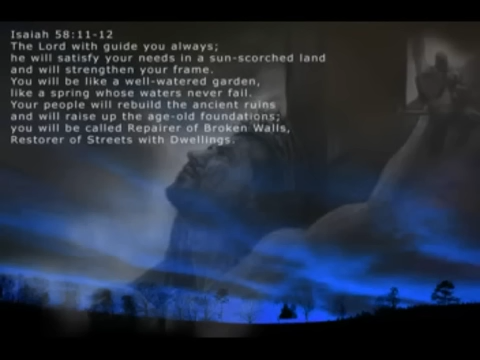 Isaiah 58:11-12
The Lord with guide you always;
he will satisfy your needs in a sun-scorched land
and will strengthen your frame.
You will be like a well-watered garden,
like a spring whose waters never fail.
Your people will rebuild the ancient ruins
and will raise up the age-old foundations;
you will be called Repairer of Broken Walls,
Restorer of Streets with Dwellings.